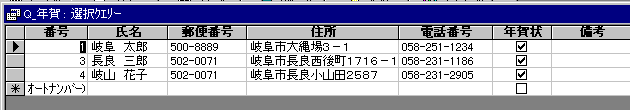 Q_年賀 : 選択クエリー
番号 氏名 郵便番号 住所 電話番号 年賀状 備考
1 岐阜 太郎 500-8889 岐阜市大縄場3-1 058-251-1234
3 長良 三郎 502-0071 岐阜市長良西後町1716-1 058-231-1186
4 岐山 花子 502-0071 岐阜市長良小山田2587 058-231-2905
オートナンバー)